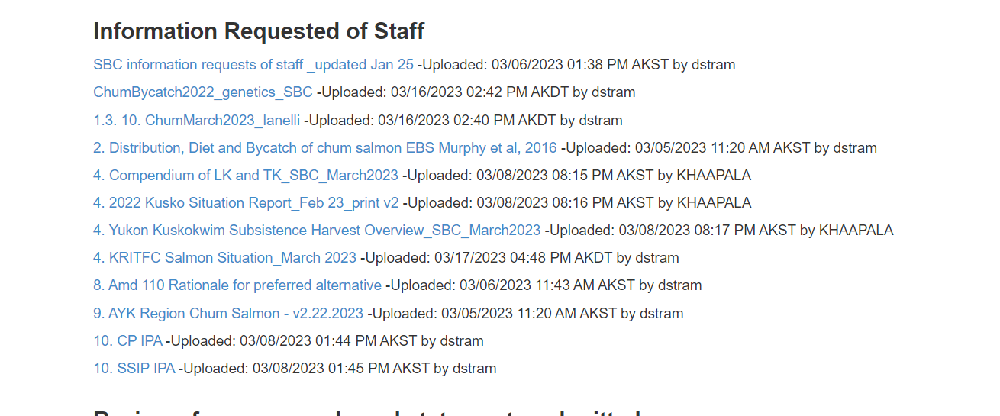 Information Requested of Staff
SBC information requests of staff _updated Jan 25 -Uploaded: 03/06/2023 01:38 PM AKST by dstram
ChumBycatch2022_genetics_SBC -Uploaded: 03/16/2023 02:42 PM AKDT by dstram
1.3. 10. ChumMarch2023_Ianelli -Uploaded: 03/16/2023 02:40 PM AKDT by dstram
2. Distribution, Diet and Bycatch of chum salmon EBS Murphy et al, 2016 -Uploaded: 03/05/2023 11:20 AM AKST by dstram
4. Compendium of LK and TK_SBC_March2023 -Uploaded: 03/08/2023 08:15 PM AKST by KHAAPALA
4. 2022 Kusko Situation Report_Feb 23_print v2 -Uploaded: 03/08/2023 08:16 PM AKST by KHAAPALA
4. Yukon Kuskokwim Subsistence Harvest Overview_SBC_March2023 -Uploaded: 03/08/2023 08:17 PM AKST by KHAAPALA
4. KRITFC Salmon Situation_March 2023 -Uploaded: 03/17/2023 04:48 PM AKDT by dstram
8. Amd 110 Rationale for preferred alternative -Uploaded: 03/06/2023 11:43 AM AKST by dstram
9. AYK Region Chum Salmon - v2.22.2023 -Uploaded: 03/05/2023 11:20 AM AKST by dstram
10. CP IPA -Uploaded: 03/08/2023 01:44 PM AKST by dstram
10. SSIP IPA -Uploaded: 03/08/2023 01:45 PM AKST by dstram